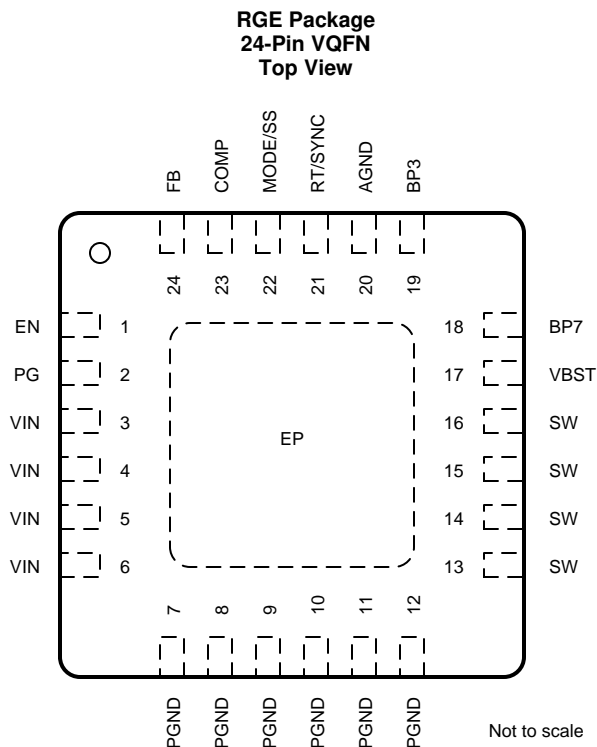 RGE Package
24-Pin VQFN
Top View
FB
COMP
MODE/SS
RT/SYNC
AGND
BP3
24
23
22
21
20
19
EN 1
18 BP7
PG 2
17 VBST
VIN 3
16 SW
VIN 4
15 SW
VIN 5
14 SW
VIN 6
13 SW
EP
7
8
9
10
11
12
PGND
PGND
PGND
PGND
PGND
PGND
Not to scale